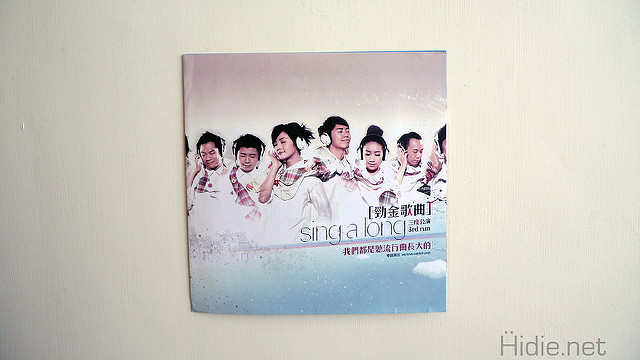 [勁金歌曲]
sing a long
三度公演
3rd run
我們都是聽流行曲長大的
Hidie.net